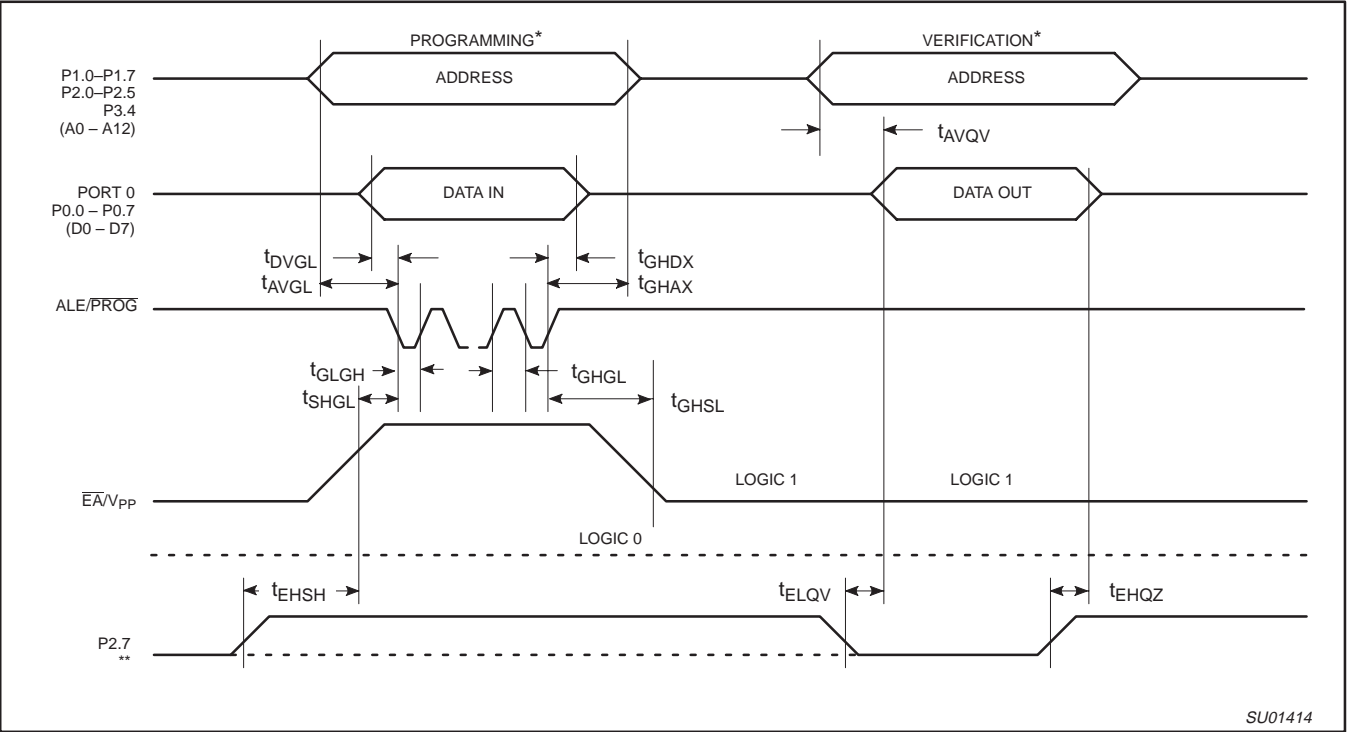 PROGRAMMING*
VERIFICATION*
P1.0–P1.7
P2.0–P2.5
P3.4
(A0 – A12)
ADDRESS
ADDRESS
tAVQV
PORT 0
P0.0 – P0.7
(D0 – D7)
DATA IN
DATA OUT
tDVGL
tGHDX
tAVGL
tGHAX
ALE/PROG
tGLGH
tGHGL
tSHGL
tGHSL
LOGIC 1
LOGIC 1
EA/VPP
LOGIC 0
tEHSH
tELQV
tEHQZ
P2.7
**
SU01414